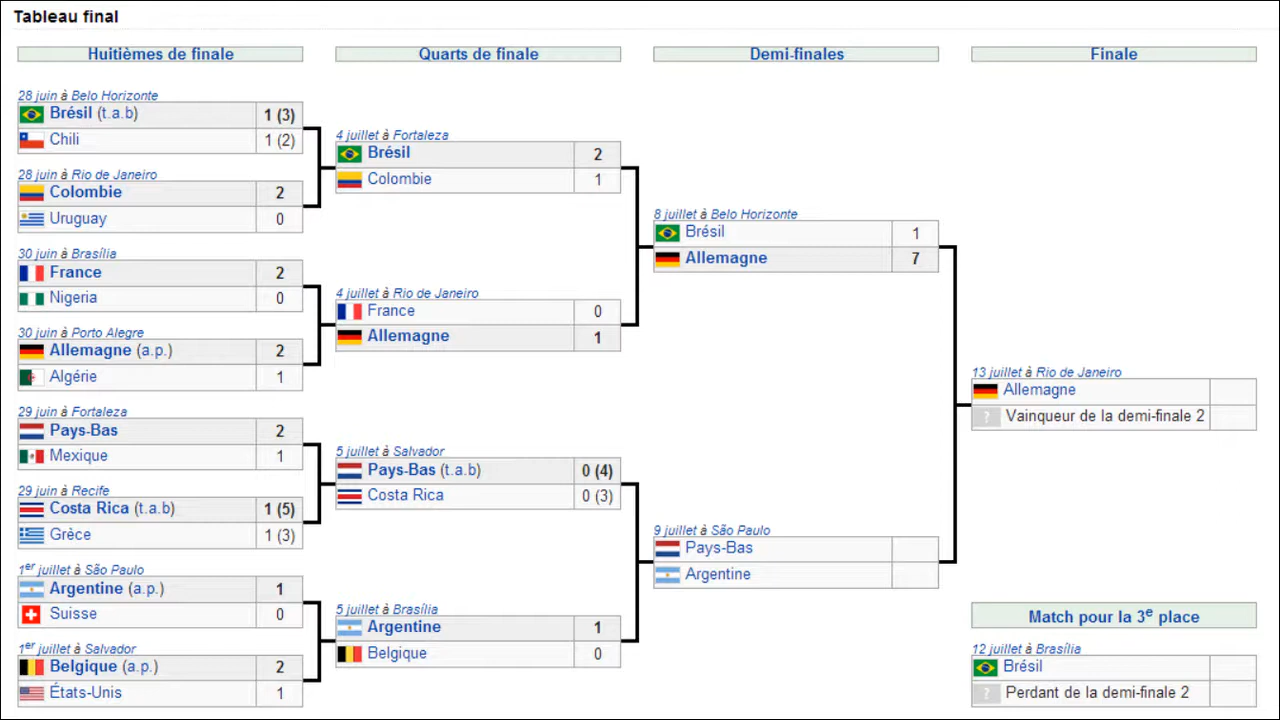 Tableau final
Huitièmes de finale
Quarts de finale
Demi-finales
Finale
28 juin à Belo Horizonte
Brésil (t.a.b) 1 (3)
Chili 1 (2)
28 juin à Rio de Janeiro
Colombie 2
Uruguay 0
30 juin à Brasília
France 2
Nigeria 0
30 juin à Porto Alegre
Allemagne (a.p.) 2
Algérie 1
29 juin à Fortaleza
Pays-Bas 2
Mexique 1
29 juin à Recife
Costa Rica (t.a.b) 1 (5)
Grèce 1 (3)
1er juillet à São Paulo
Argentine (a.p.) 1
Suisse 0
1er juillet à Salvador
Belgique (a.p.) 2
États-Unis 1
4 juillet à Fortaleza
Brésil 2
Colombie 1
4 juillet à Rio de Janeiro
France 0
Allemagne 1
5 juillet à Salvador
Pays-Bas (t.a.b) 0 (4)
Costa Rica 0 (3)
5 juillet à Brasília
Argentine 1
Belgique 0
8 juillet à Belo Horizonte
Brésil 1
Allemagne 7
9 juillet à São Paulo
Pays-Bas
Argentine
13 juillet à Rio de Janeiro
Allemagne
? Vainqueur de la demi-finale 2
Match pour la 3e place
12 juillet à Brasília
Brésil
? Perdant de la demi-finale 2